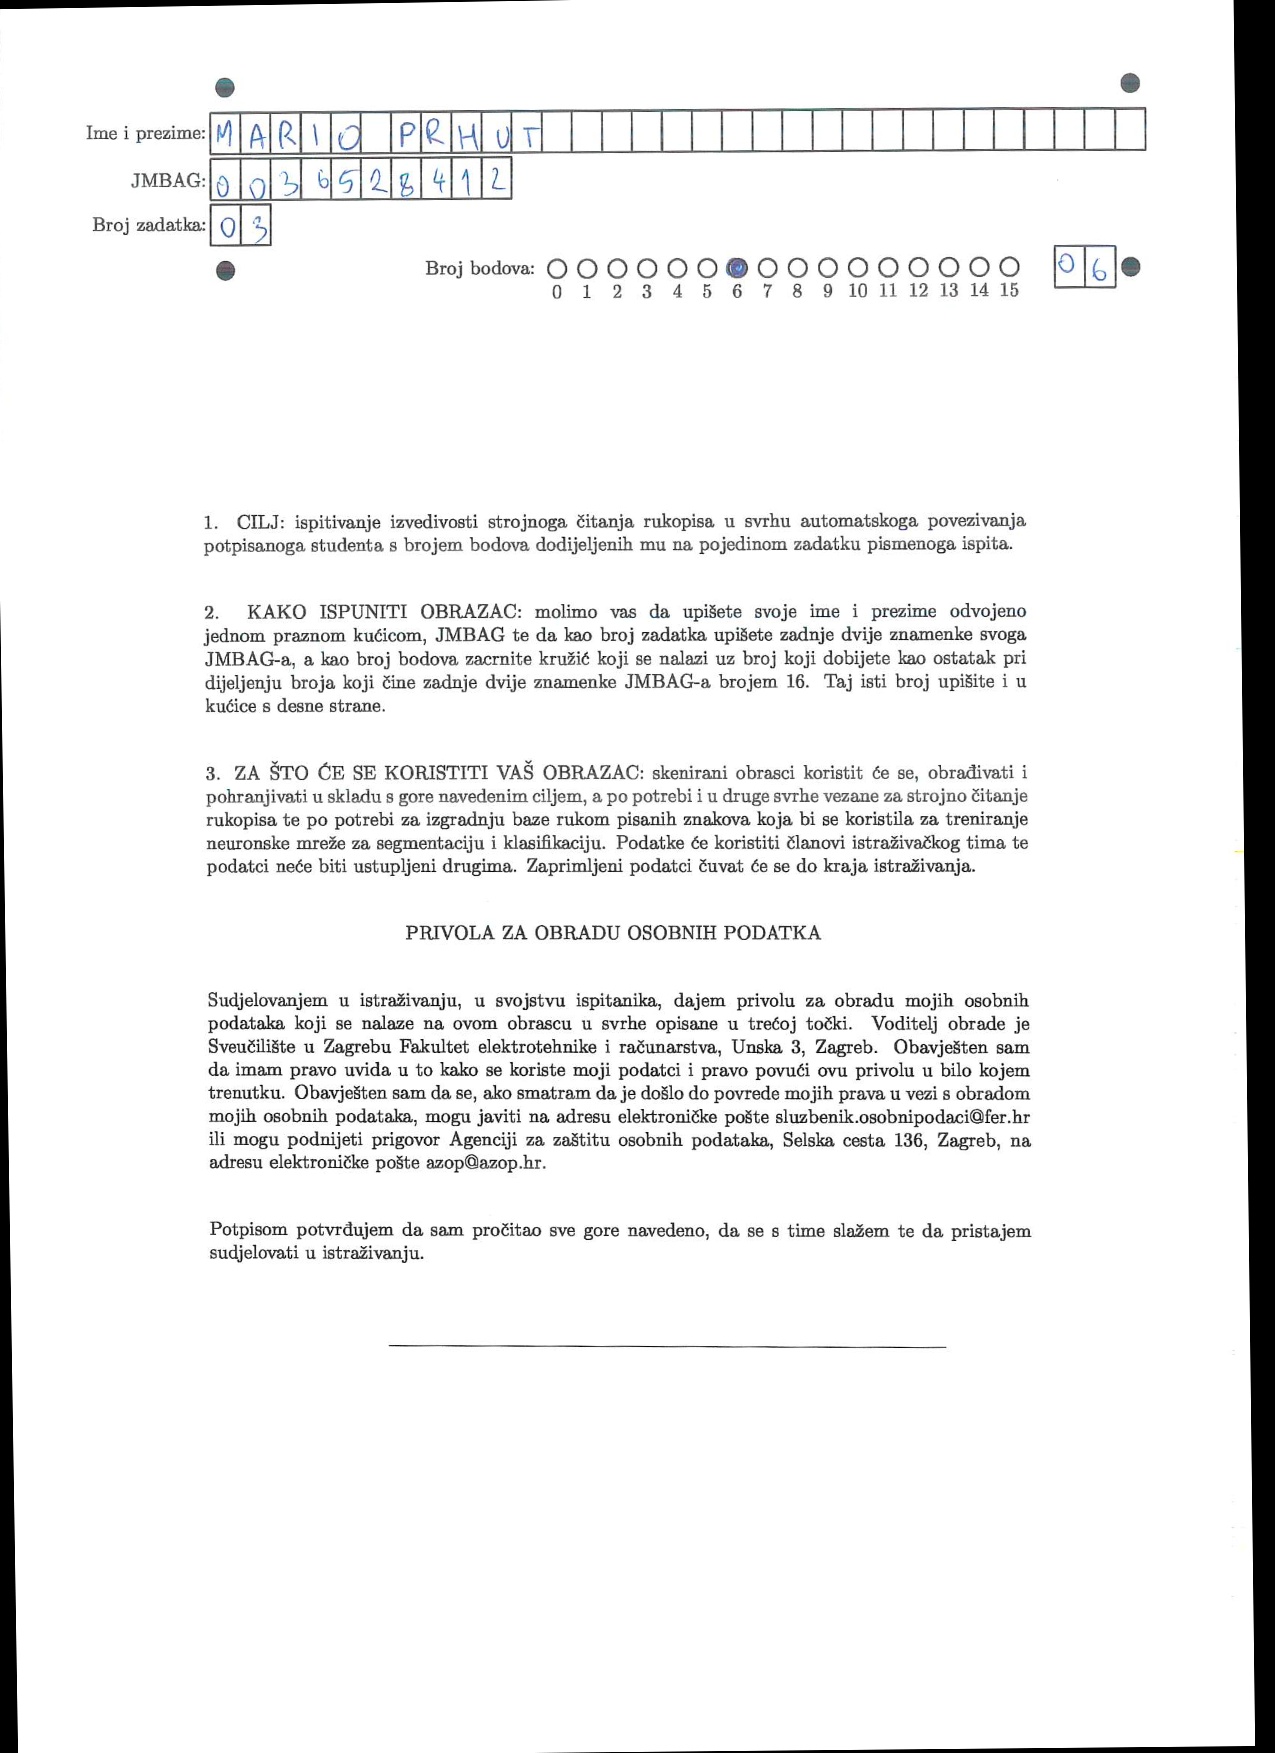 Ime i prezime: MARIO PRHUT
JMBAG: 0036528412
Broj zadatka: 03
Broj bodova: 06
0 1 2 3 4 5 6 7 8 9 10 11 12 13 14 15
1. CILJ: ispitivanje izvedivosti strojnoga čitanja rukopisa u svrhu automatskoga povezivanja
potpisanoga studenta s brojem bodova dodijeljenih mu na pojedinom zadatku pismenoga ispita.
2. KAKO ISPUNITI OBRAZAC: molimo vas da upišete svoje ime i prezime odvojeno
jednom praznom kućicom, JMBAG te da kao broj zadatka upišete zadnje dvije znamenke svoga
JMBAG-a, a kao broj bodova zacrnite kružić koji se nalazi uz broj koji dobijete kao ostatak pri
dijeljenju broja koji čine zadnje dvije znamenke JMBAG-a brojem 16. Taj isti broj upišite i u
kućice s desne strane.
3. ZA ŠTO ĆE SE KORISTITI VAŠ OBRAZAC: skenirani obrasci koristit će se, obrađivati i
pohranjivati u skladu s gore navedenim ciljem, a po potrebi i u druge svrhe vezane za strojno čitanje
rukopisa te po potrebi za izgradnju baze rukom pisanih znakova koja bi se koristila za treniranje
neuronske mreže za segmentaciju i klasifikaciju. Podatke će koristiti članovi istraživačkog tima te
podatci neće biti ustupljeni drugima. Zaprimljeni podatci čuvat će se do kraja istraživanja.
PRIVOLA ZA OBRADU OSOBNIH PODATKA
Sudjelovanjem u istraživanju, u svojstvu ispitanika, dajem privolu za obradu mojih osobnih
podataka koji se nalaze na ovom obrascu u svrhe opisane u trećoj točki. Voditelj obrade je
Sveučilište u Zagrebu Fakultet elektrotehnike i računarstva, Unska 3, Zagreb. Obavješten sam
da imam pravo uvida u to kako se koriste moji podatci i pravo povući ovu privolu u bilo kojem
trenutku. Obavješten sam da se, ako smatram da je došlo do povrede mojih prava u vezi s obradom
mojih osobnih podataka, mogu javiti na adresu elektroničke pošte sluzbenik.osobnipodaci@fer.hr
ili mogu podnijeti prigovor Agenciji za zaštitu osobnih podataka, Selska cesta 136, Zagreb, na
adresu elektroničke pošte azop@azop.hr.
Potpisom potvrđujem da sam pročitao sve gore navedeno, da se s time slažem te da pristajem
sudjelovati u istraživanju.